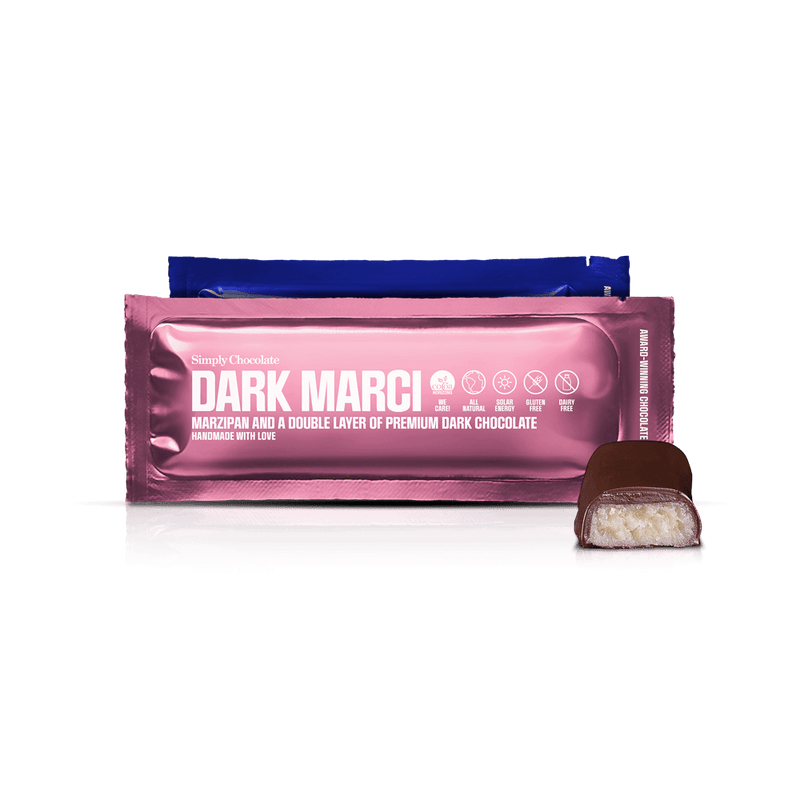 Simply Chocolate
DARK MARCI
MARZIPAN AND A DOUBLE LAYER OF PREMIUM DARK CHOCOLATE
HANDMADE WITH LOVE
WE CARE!
ALL NATURAL
SOLAR ENERGY
GLUTEN FREE
DAIRY FREE
AWARD-WINNING CHOCOLATE